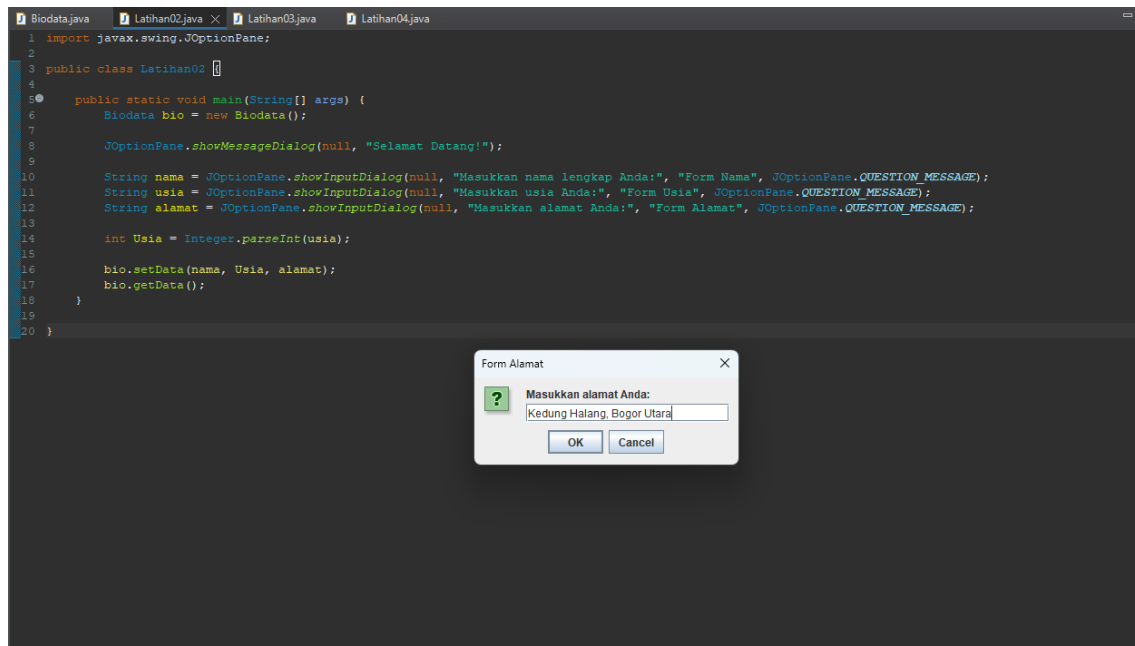 Biodata.java Latihan02.java Latihan03.java Latihan04.java
1 import javax.swing.JOptionPane;
2
3 public class Latihan02 {
4
5 public static void main(String[] args) {
6 Biodata bio = new Biodata();
7
8 JOptionPane.showMessageDialog(null, "Selamat Datang!");
9
10 String nama = JOptionPane.showInputDialog(null, "Masukkan nama lengkap Anda:", "Form Nama", JOptionPane.QUESTION_MESSAGE);
11 String usia = JOptionPane.showInputDialog(null, "Masukkan usia Anda:", "Form Usia", JOptionPane.QUESTION_MESSAGE);
12 String alamat = JOptionPane.showInputDialog(null, "Masukkan alamat Anda:", "Form Alamat", JOptionPane.QUESTION_MESSAGE);
13
14 int Usia = Integer.parseInt(usia);
15
16 bio.setData(nama, Usia, alamat);
17 bio.getData();
18 }
19
20 }
Form Alamat
?
Masukkan alamat Anda:
Kedung Halang, Bogor Utara
OK Cancel